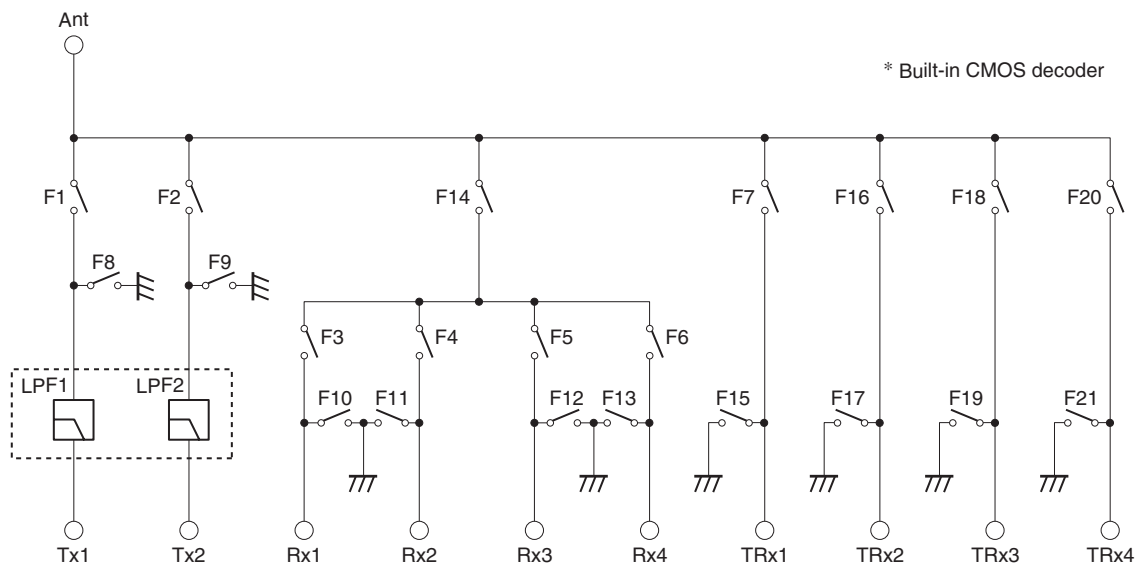 Ant
* Built-in CMOS decoder
F1
F2
F14
F7
F16
F18
F20
F8
F9
F3
F4
F5
F6
LPF1
LPF2
F10
F11
F12
F13
F15
F17
F19
F21
Tx1
Tx2
Rx1
Rx2
Rx3
Rx4
TRx1
TRx2
TRx3
TRx4